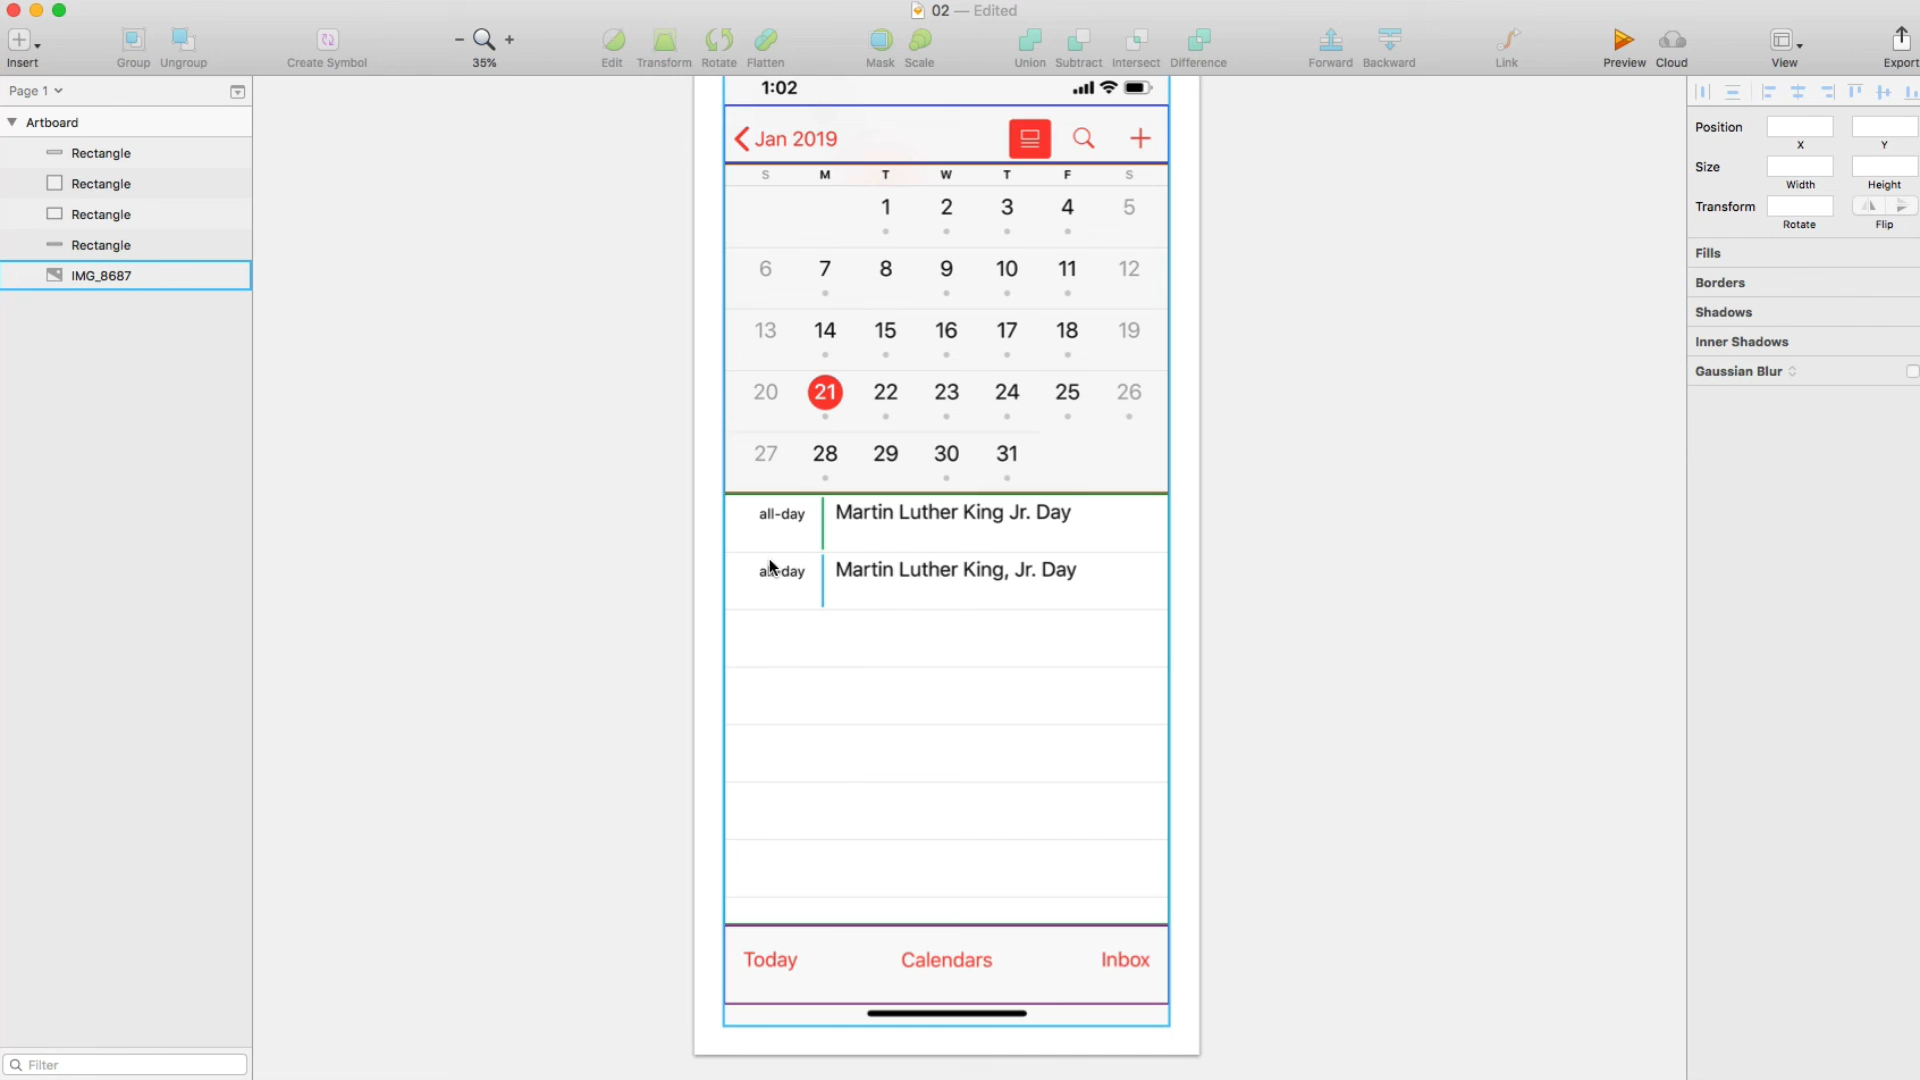 02 — Edited
Insert Group Ungroup Create Symbol 35% Edit Transform Rotate Flatten Mask Scale Union Subtract Intersect Difference Forward Backward Link Preview Cloud View Export
Page 1
Artboard
Rectangle
Rectangle
Rectangle
Rectangle
IMG_8687
Filter
1:02
Jan 2019
S M T W T F S
1 2 3 4 5
6 7 8 9 10 11 12
13 14 15 16 17 18 19
20 21 22 23 24 25 26
27 28 29 30 31
all-day Martin Luther King Jr. Day
all-day Martin Luther King, Jr. Day
Today Calendars Inbox
Position
X Y
Size
Width Height
Transform
Rotate Flip
Fills
Borders
Shadows
Inner Shadows
Gaussian Blur